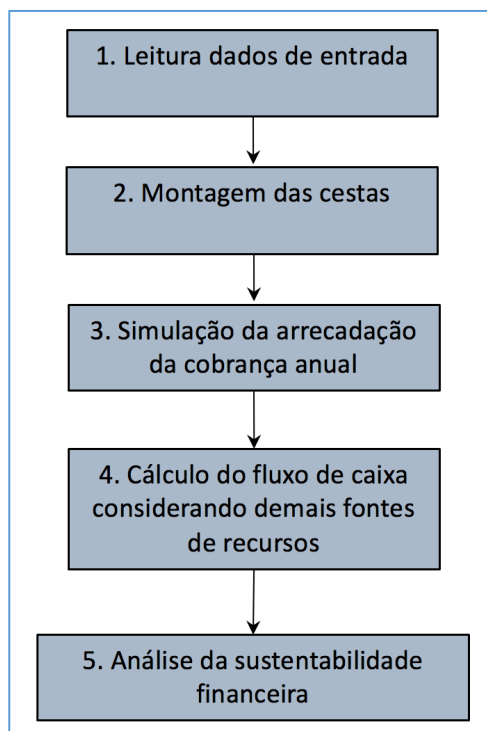 1. Leitura dados de entrada
2. Montagem das cestas
3. Simulação da arrecadação
da cobrança anual
4. Cálculo do fluxo de caixa
considerando demais fontes
de recursos
5. Análise da sustentabilidade
financeira